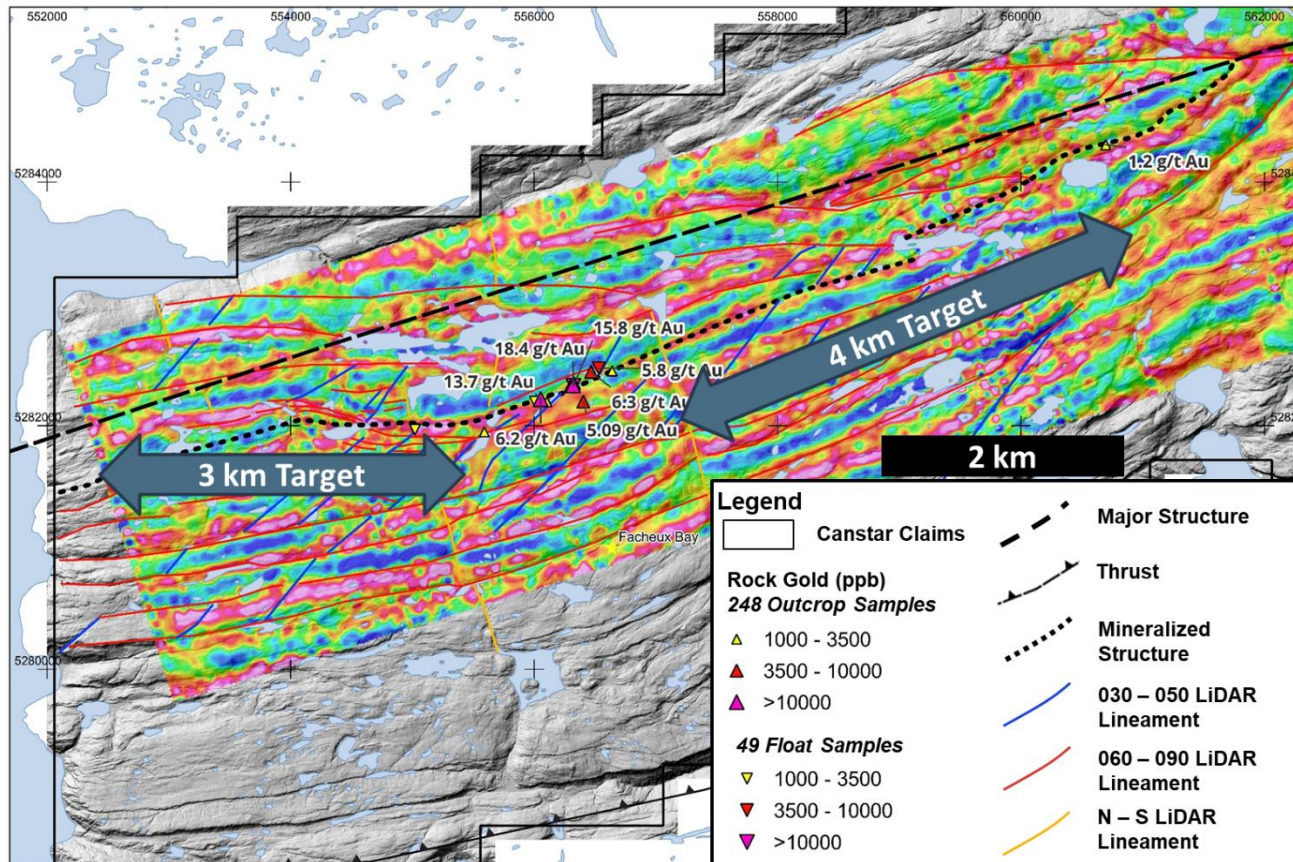 552000
554000
556000
558000
560000
562000
5284000
5284
1.2 g/t Au
15.8 g/t Au
18.4 g/t Au
4 km Target
13.7 g/t Au
5.8 g/t Au
6.3 g/t Au
5282000
5282
6.2 g/t Au
5.09 g/t Au
3 km Target
2 km
Facheux Bay
5280000
Legend
Canstar Claims
Rock Gold (ppb)
248 Outcrop Samples
1000 - 3500
3500 - 10000
>10000
49 Float Samples
1000 - 3500
3500 - 10000
>10000
Major Structure
Thrust
Mineralized
Structure
030 – 050 LiDAR
Lineament
060 – 090 LiDAR
Lineament
N – S LiDAR
Lineament